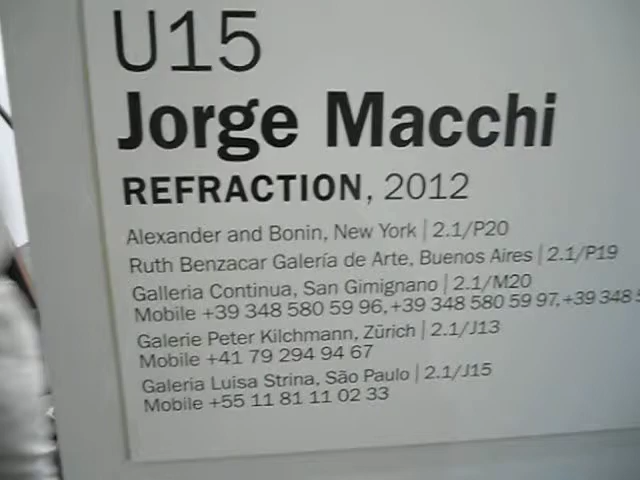 U15
Jorge Macchi
REFRACTION, 2012
Alexander and Bonin, New York | 2.1/P20
Ruth Benzacar Galería de Arte, Buenos Aires | 2.1/P19
Galleria Continua, San Gimignano | 2.1/M20
Mobile +39 348 580 59 96, +39 348 580 59 97, +39 348
Galerie Peter Kilchmann, Zürich | 2.1/J13
Mobile +41 79 294 94 67
Galeria Luisa Strina, São Paulo | 2.1/J15
Mobile +55 11 81 11 02 33